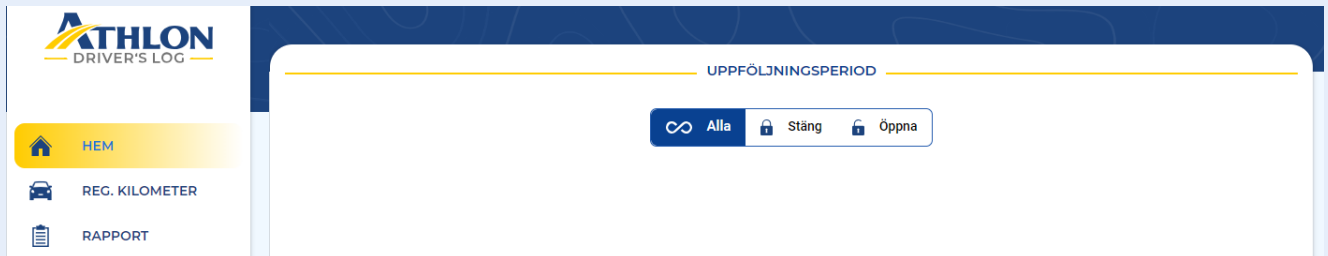 ATHLON
DRIVER'S LOG
HEM
REG. KILOMETER
RAPPORT
UPPFÖLJNINGSPERIOD
Alla Stäng Öppna